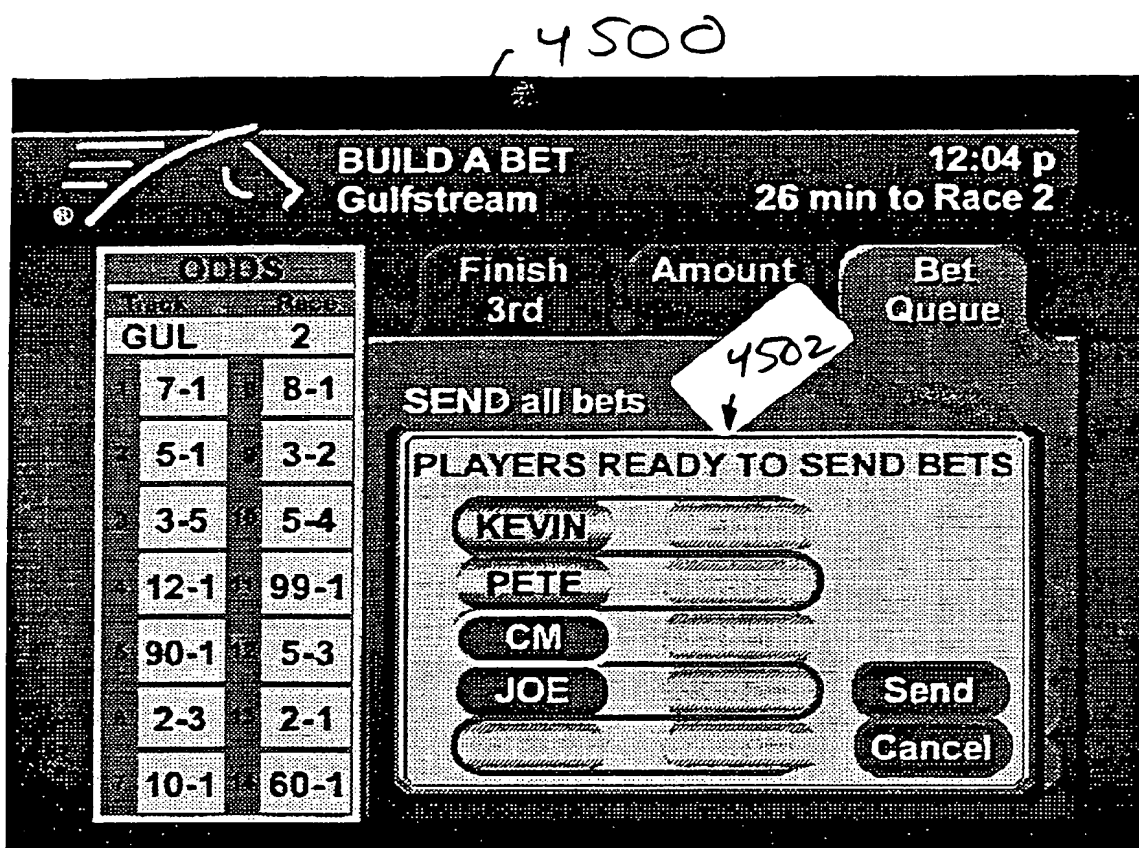 4500
BUILD A BET
Gulfstream
12:04 p
26 min to Race 2
ODDS
Track Race
GUL 2
7-1 8-1
5-1 3-2
3-5 5-4
12-1 99-1
90-1 5-3
2-3 2-1
10-1 60-1
Finish 3rd
Amount
Bet Queue
4502
SEND all bets
PLAYERS READY TO SEND BETS
KEVIN
PETE
CM
JOE
Send
Cancel
®